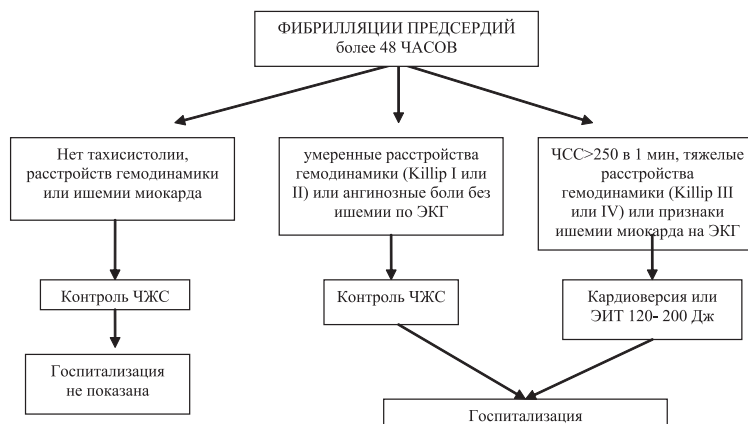 ФИБРИЛЛЯЦИИ ПРЕДСЕРДИЙ
более 48 ЧАСОВ
Нет тахисистолии,
расстройств гемодинамики
или ишемии миокарда
умеренные расстройства
гемодинамики (Killip I или
II) или ангинозные боли без
ишемии по ЭКГ
ЧСС>250 в 1 мин, тяжелые
расстройства
гемодинамики (Killip III
или IV) или признаки
ишемии миокарда на ЭКГ
Контроль ЧЖС
Контроль ЧЖС
Кардиоверсия или
ЭИТ 120- 200 Дж
Госпитализация
не показана
Госпитализация